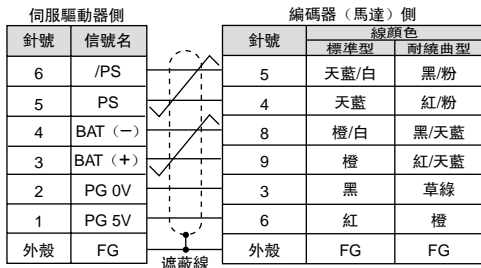 伺服驅動器側 編碼器（馬達）側
針號 信號名 針號 線顏色
標準型 耐繞曲型
6 /PS 5 天藍/白 黑/粉
5 PS 4 天藍 紅/粉
4 BAT（－） 8 橙/白 黑/天藍
3 BAT（＋） 9 橙 紅/天藍
2 PG 0V 3 黑 草綠
1 PG 5V 6 紅 橙
外殼 FG 外殼 FG FG
遮蔽線